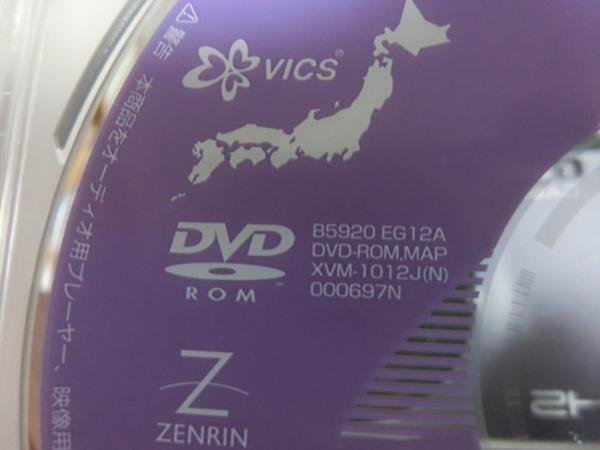 ⚠ 警告 本商品をオーディオ用プレーヤー、映像用
VICS®
DVD
ROM™
B5920 EG12A
DVD-ROM,MAP
XVM-1012J(N)
000697N
Z
ZENRIN